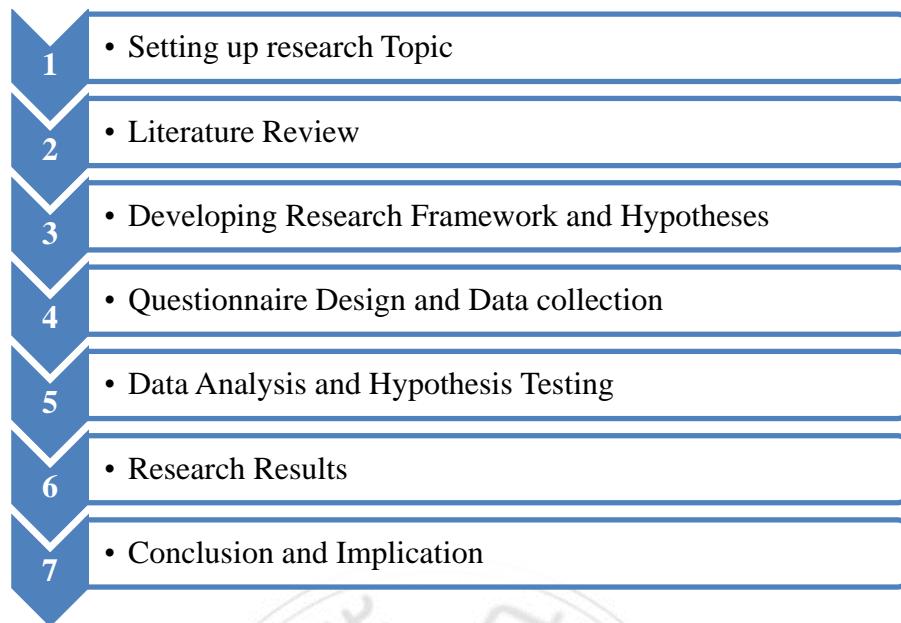 1
• Setting up research Topic
2
• Literature Review
3
• Developing Research Framework and Hypotheses
4
• Questionnaire Design and Data collection
5
• Data Analysis and Hypothesis Testing
6
• Research Results
7
• Conclusion and Implication